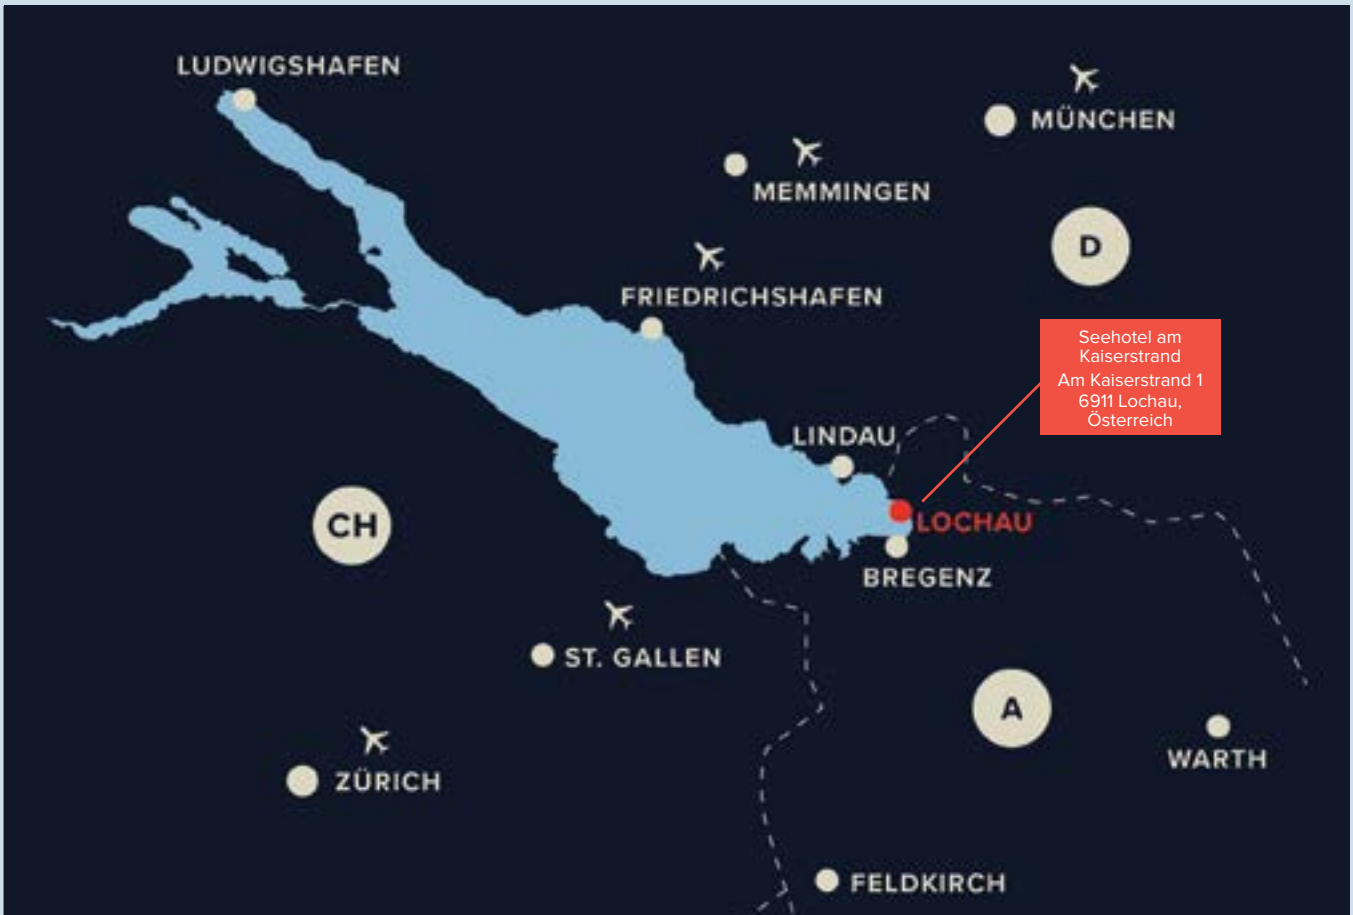 LUDWIGSHAFEN
MÜNCHEN
MEMMINGEN
D
FRIEDRICHSHAFEN
Seehotel am
Kaiserstrand
Am Kaiserstrand 1
6911 Lochau,
Österreich
LINDAU
CH
LOCHAU
BREGENZ
ST. GALLEN
A
WARTH
ZÜRICH
FELDKIRCH